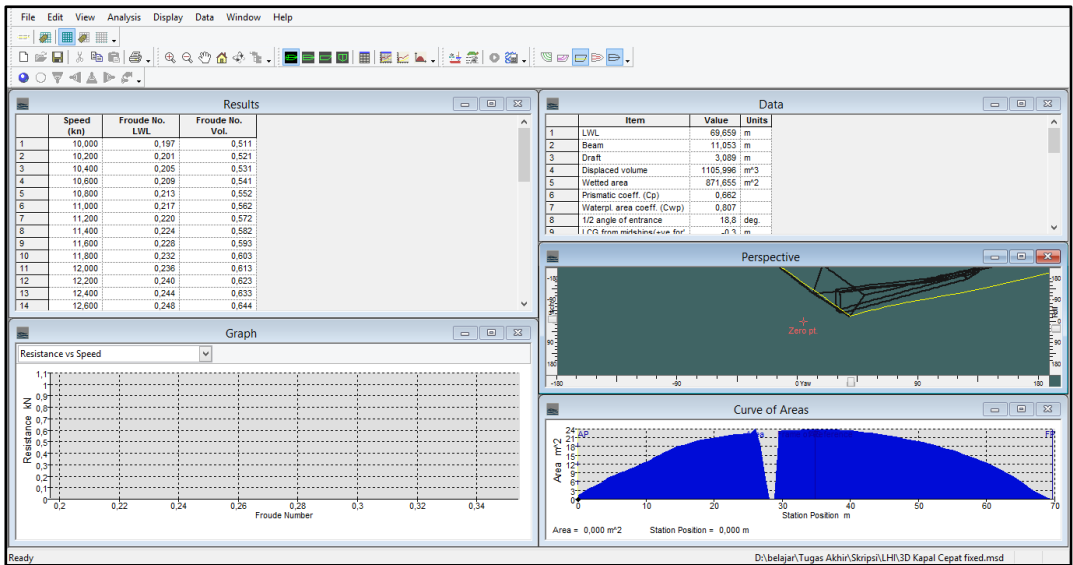 File Edit View Analysis Display Data Window Help
Results
Speed (kn) Froude No. LWL Froude No. Vol.
1 10,000 0,197 0,511
2 10,200 0,201 0,521
3 10,400 0,205 0,531
4 10,600 0,209 0,541
5 10,800 0,213 0,552
6 11,000 0,217 0,562
7 11,200 0,220 0,572
8 11,400 0,224 0,582
9 11,600 0,228 0,593
10 11,800 0,232 0,603
11 12,000 0,236 0,613
12 12,200 0,240 0,623
13 12,400 0,244 0,633
14 12,600 0,248 0,644
Data
Item Value Units
1 LWL 69,659 m
2 Beam 11,053 m
3 Draft 3,089 m
4 Displaced volume 1105,996 m^3
5 Wetted area 871,655 m^2
6 Prismatic coeff. (Cp) 0,662
7 Waterpl. area coeff. (Cwp) 0,807
8 1/2 angle of entrance 18,8 deg.
9 LCG from midships(+ve for' -0,3 m
Perspective
Zero pt.
-180 -90 0 Yaw 90 180
Graph
Resistance vs Speed
Resistance kN
1,1
1
0,9
0,8
0,7
0,6
0,5
0,4
0,3
0,2
0,1
0
0,2 0,22 0,24 0,26 0,28 0,3 0,32 0,34
Froude Number
Curve of Areas
Area m^2
24
21
18
15
12
9
6
3
0
AP
0 10 20 30 40 50 60 70
Station Position m
Area = 0,000 m^2 Station Position = 0,000 m
Ready D:\belajar\Tugas Akhir\Skripsi\LHI\3D Kapal Cepat fixed.msd